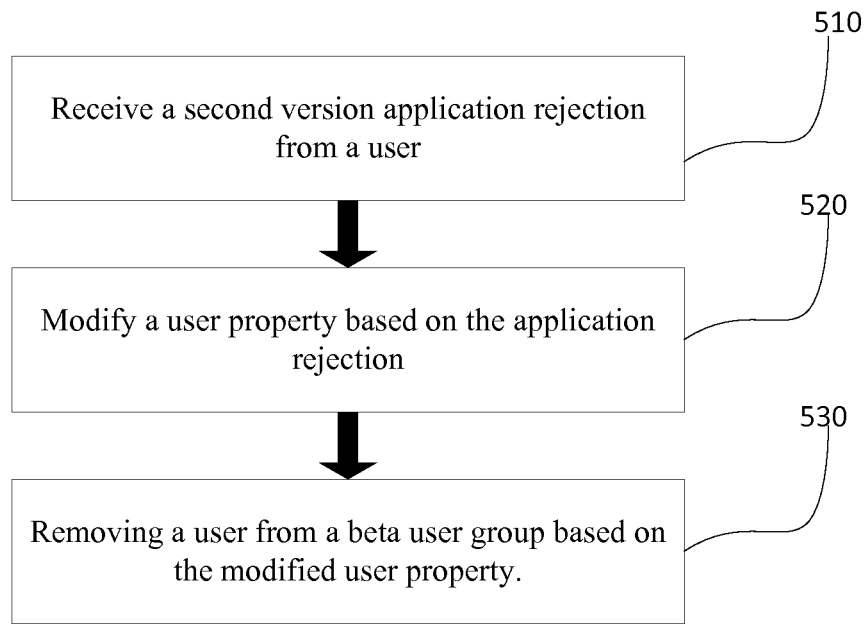 510
Receive a second version application rejection
from a user
520
Modify a user property based on the application
rejection
530
Removing a user from a beta user group based on
the modified user property.